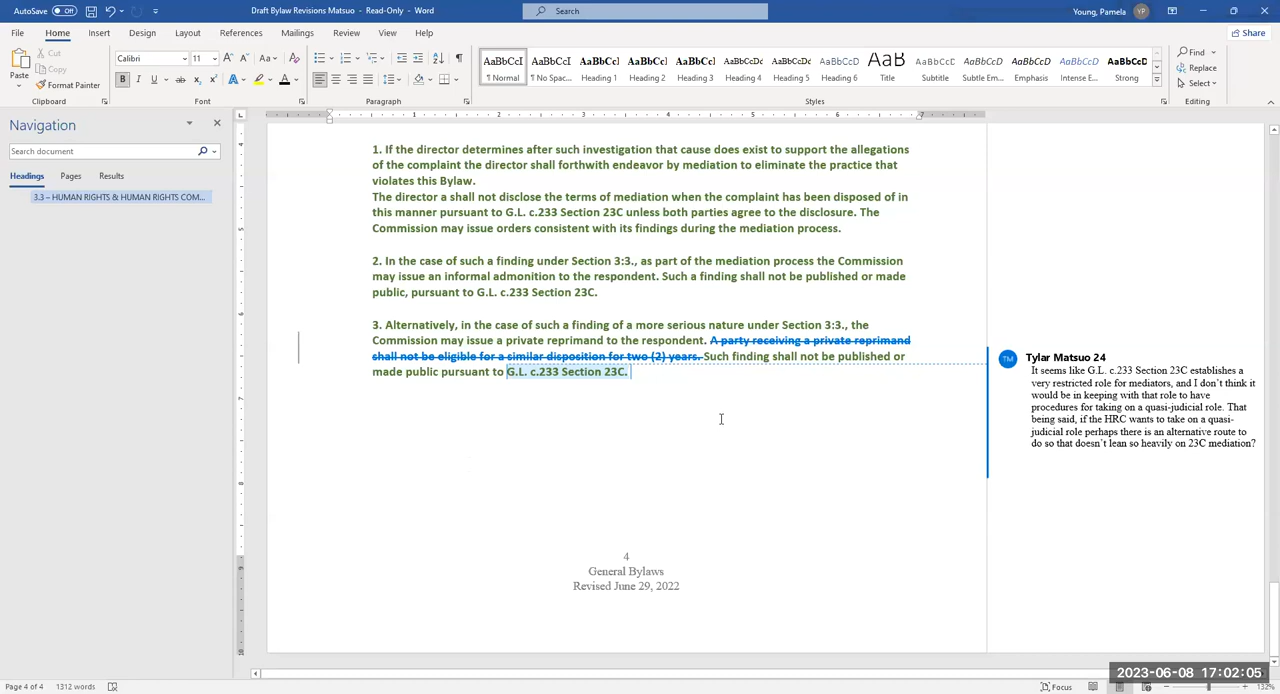 AutoSave Off Draft Bylaw Revisions Matsuo - Read-Only - Word Search Young, Pamela YP
File Home Insert Design Layout References Mailings Review View Help Share
Paste Cut Copy Format Painter
Clipboard
Calibri 11
Font
Paragraph
AaBbCcI AaBbCcI AaBbC AaBbCc AaBbCc AaBbCcDc AaBbCcI AaBbCcD AaB AaBbCcC AaBbCcD AaBbCcD AaBbCcD AaBbCc
¶ Normal ¶ No Spac... Heading 1 Heading 2 Heading 3 Heading 4 Heading 5 Heading 6 Title Subtitle Subtle Em... Emphasis Intense E... Strong
Styles
Find
Replace
Select
Editing
Navigation
Search document
Headings Pages Results
3.3 – HUMAN RIGHTS & HUMAN RIGHTS COM...
1. If the director determines after such investigation that cause does exist to support the allegations
of the complaint the director shall forthwith endeavor by mediation to eliminate the practice that
violates this Bylaw.
The director a shall not disclose the terms of mediation when the complaint has been disposed of in
this manner pursuant to G.L. c.233 Section 23C unless both parties agree to the disclosure. The
Commission may issue orders consistent with its findings during the mediation process.
2. In the case of such a finding under Section 3:3., as part of the mediation process the Commission
may issue an informal admonition to the respondent. Such a finding shall not be published or made
public, pursuant to G.L. c.233 Section 23C.
3. Alternatively, in the case of such a finding of a more serious nature under Section 3:3., the
Commission may issue a private reprimand to the respondent. A party receiving a private reprimand
shall not be eligible for a similar disposition for two (2) years. Such finding shall not be published or
made public pursuant to G.L. c.233 Section 23C.
TM Tylar Matsuo 24
It seems like G.L. c.233 Section 23C establishes a
very restricted role for mediators, and I don't think it
would be in keeping with that role to have
procedures for taking on a quasi-judicial role. That
being said, if the HRC wants to take on a quasi-
judicial role perhaps there is an alternative route to
do so that doesn't lean so heavily on 23C mediation?
4
General Bylaws
Revised June 29, 2022
2023-06-08 17:02:05
Page 4 of 4 1312 words Focus 132%